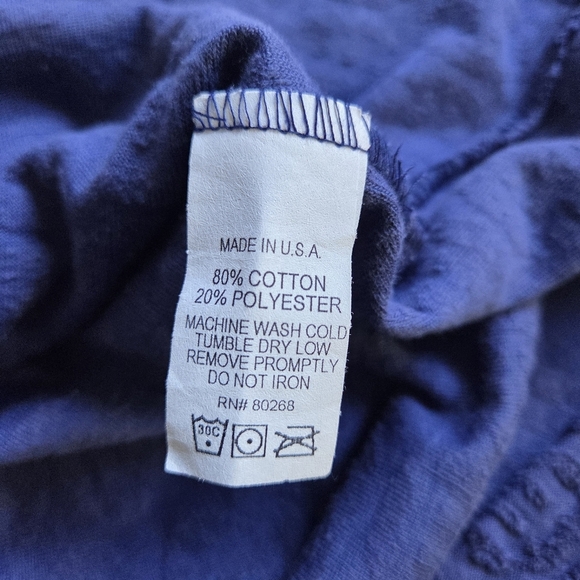 MADE IN U.S.A.
80% COTTON
20% POLYESTER
MACHINE WASH COLD
TUMBLE DRY LOW
REMOVE PROMPTLY
DO NOT IRON
RN# 80268
30C